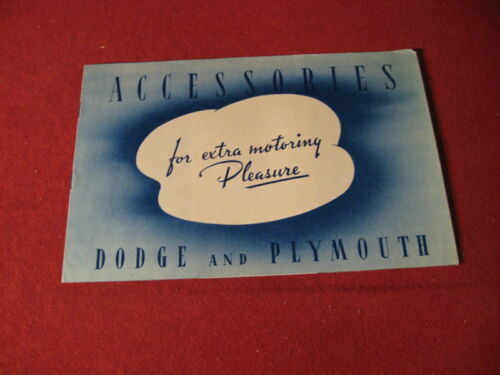 ACCESSORIES
for extra motoring
Pleasure
DODGE AND PLYMOUTH